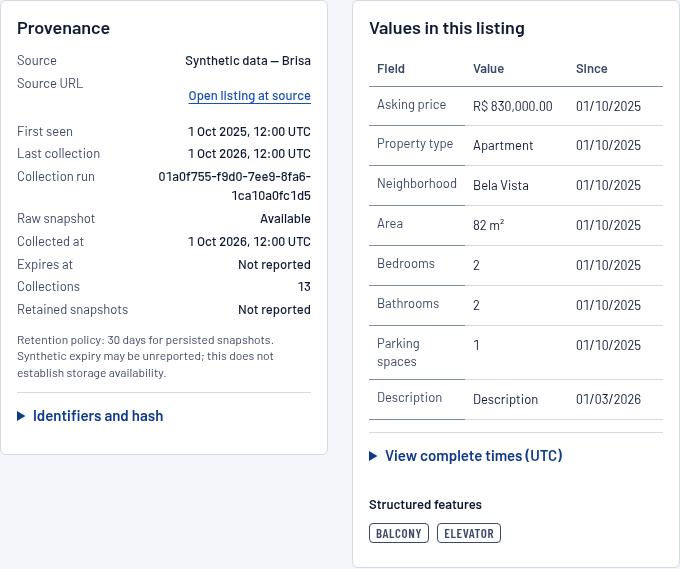 Provenance
Source Synthetic data — Brisa
Source URL
Open listing at source
First seen 1 Oct 2025, 12:00 UTC
Last collection 1 Oct 2026, 12:00 UTC
Collection run 01a0f755-f9d0-7ee9-8fa6-
1ca10a0fc1d5
Raw snapshot Available
Collected at 1 Oct 2026, 12:00 UTC
Expires at Not reported
Collections 13
Retained snapshots Not reported
Retention policy: 30 days for persisted snapshots.
Synthetic expiry may be unreported; this does not
establish storage availability.
Identifiers and hash
Values in this listing
Field Value Since
Asking price R$ 830,000.00 01/10/2025
Property type Apartment 01/10/2025
Neighborhood Bela Vista 01/10/2025
Area 82 m² 01/10/2025
Bedrooms 2 01/10/2025
Bathrooms 2 01/10/2025
Parking
spaces 1 01/10/2025
Description Description 01/03/2026
View complete times (UTC)
Structured features
BALCONY ELEVATOR